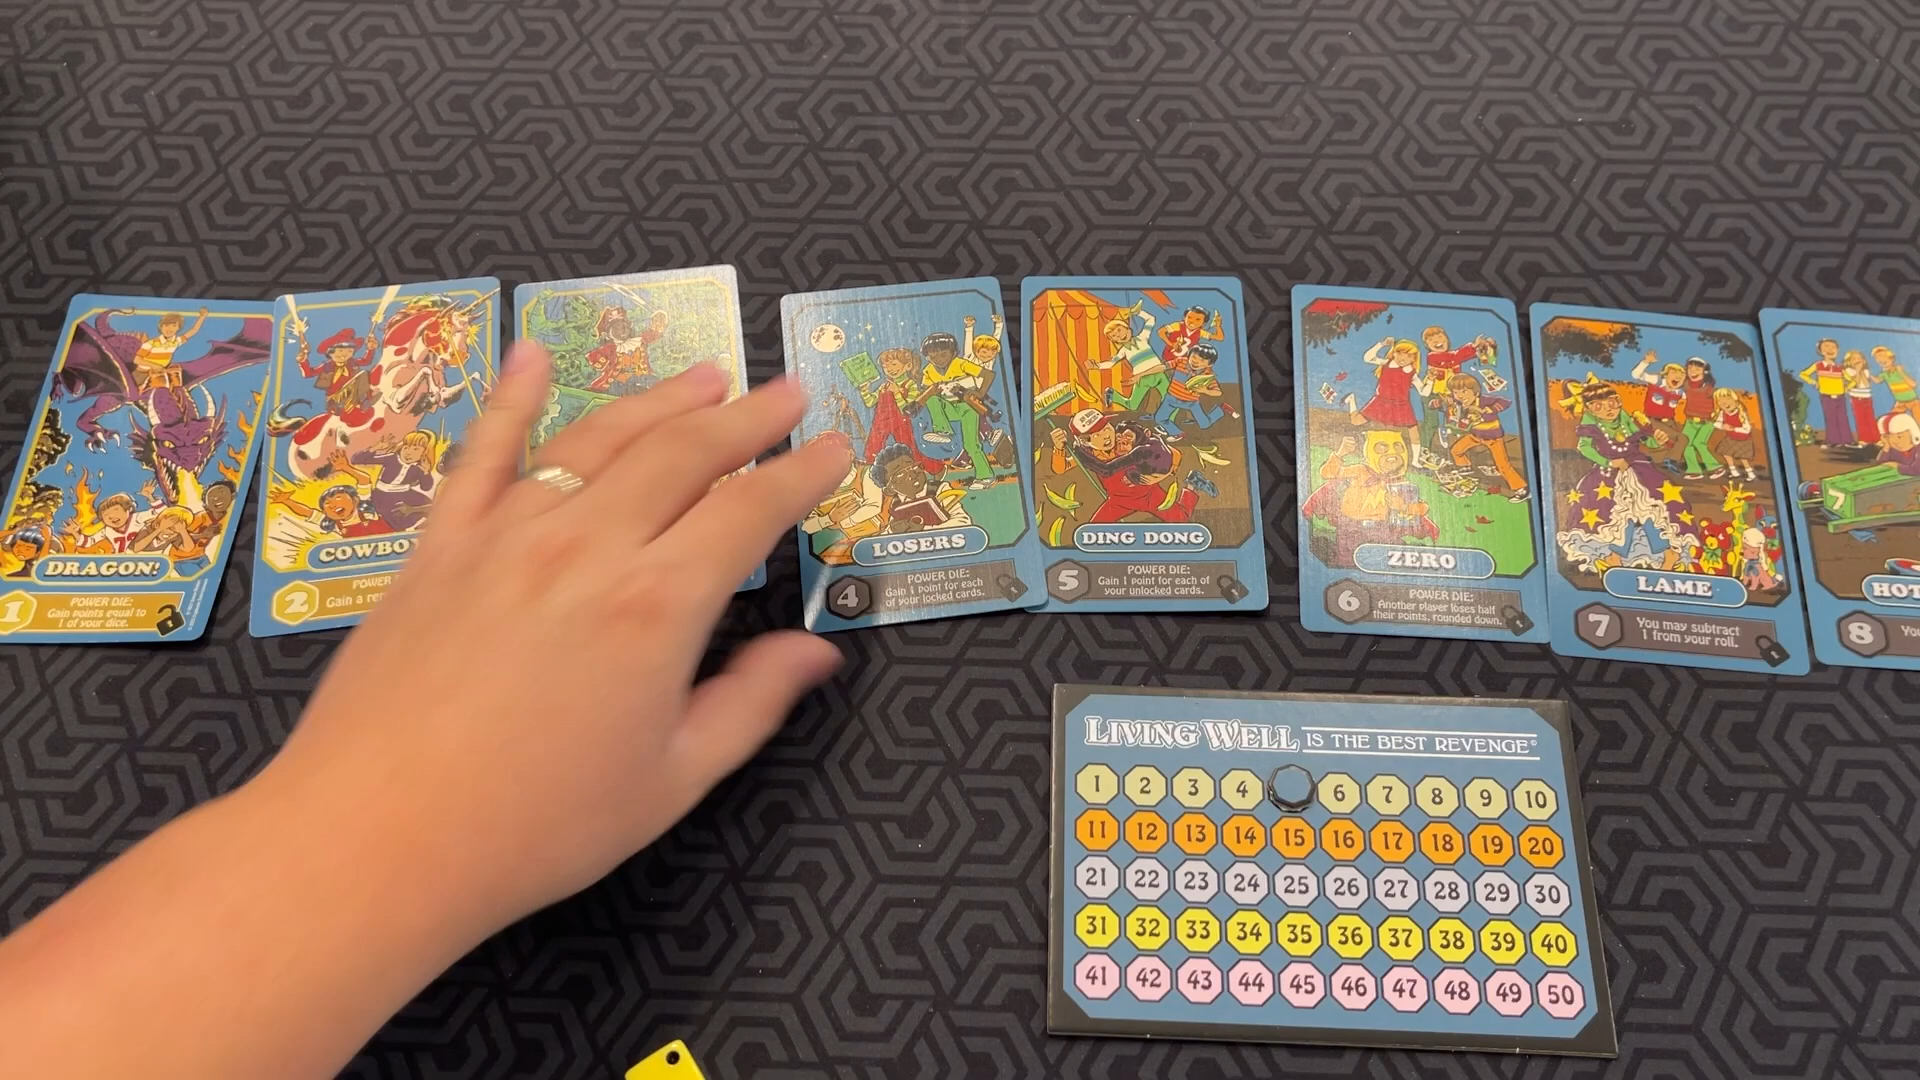 DRAGON!
1
POWER DIE:
Gain points equal to
1 of your dice.
COWBOY
2
POWER
Gain a
LOSERS
4
POWER DIE:
Gain 1 point for each
of your locked cards.
DING DONG
5
POWER DIE:
Gain 1 point for each of
your unlocked cards.
ZERO
6
POWER DIE:
Another player loses half
their points, rounded down.
LAME
7
You may subtract
1 from your roll.
HOT
8
LIVING WELL IS THE BEST REVENGE
1 2 3 4 6 7 8 9 10
11 12 13 14 15 16 17 18 19 20
21 22 23 24 25 26 27 28 29 30
31 32 33 34 35 36 37 38 39 40
41 42 43 44 45 46 47 48 49 50